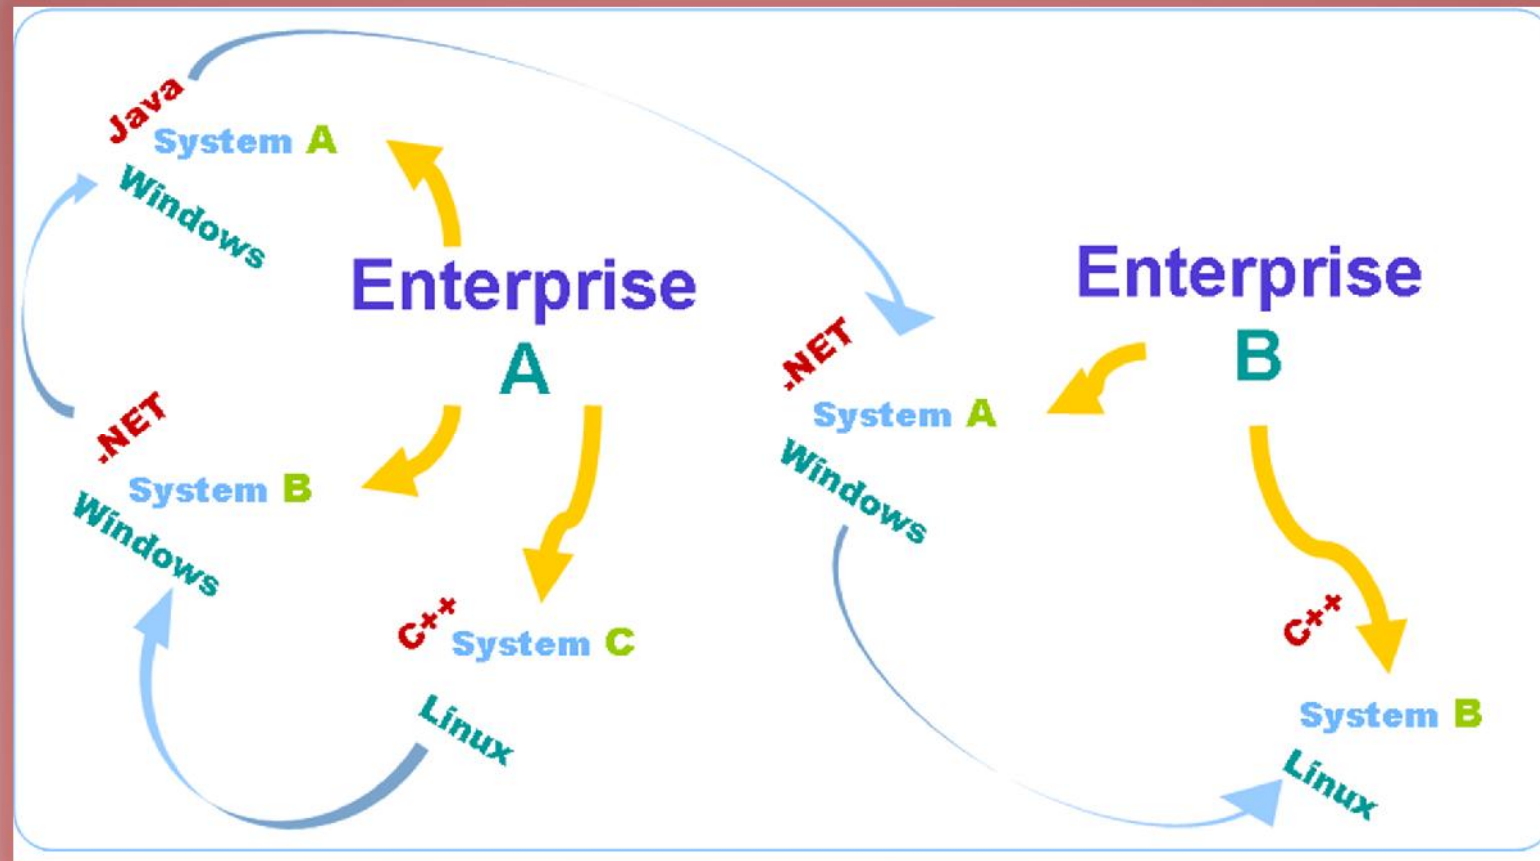 Java
System A
Windows
Enterprise
A
.NET
System B
Windows
C++
System C
Linux
Enterprise
B
.NET
System A
Windows
C++
System B
Linux